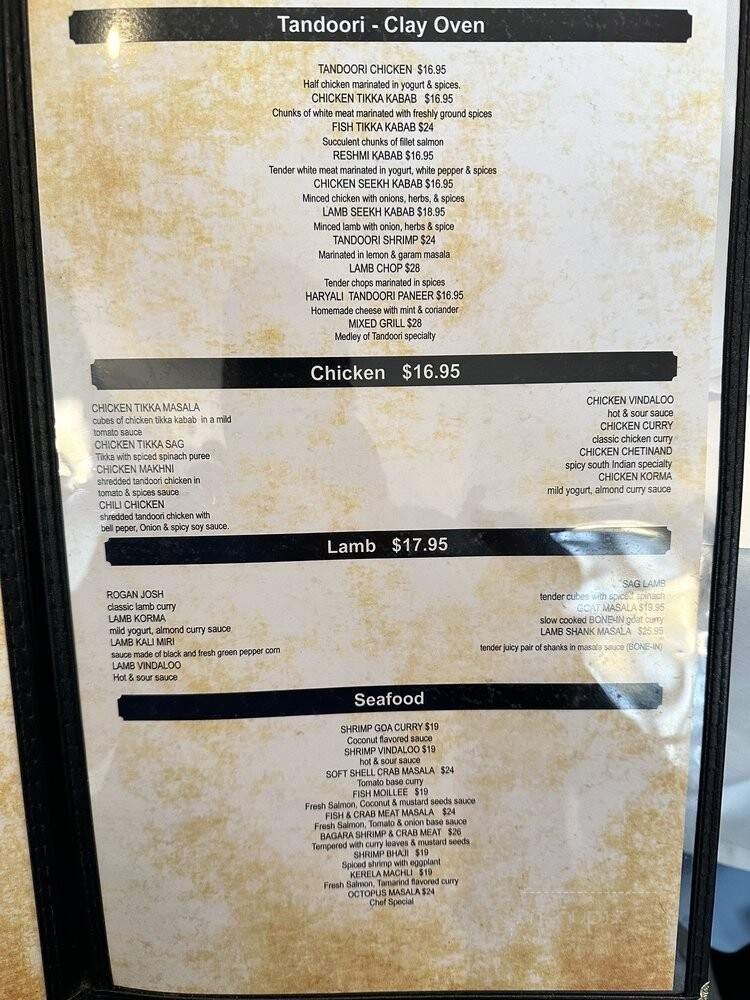 Tandoori - Clay Oven
TANDOORI CHICKEN $16.95
Half chicken marinated in yogurt & spices.
CHICKEN TIKKA KABAB $16.95
Chunks of white meat marinated with freshly ground spices
FISH TIKKA KABAB $24
Succulent chunks of fillet salmon
RESHMI KABAB $16.95
Tender white meat marinated in yogurt, white pepper & spices
CHICKEN SEEKH KABAB $16.95
Minced chicken with onions, herbs, & spices
LAMB SEEKH KABAB $18.95
Minced lamb with onion, herbs & spice
TANDOORI SHRIMP $24
Marinated in lemon & garam masala
LAMB CHOP $28
Tender chops marinated in spices
HARYALI TANDOORI PANEER $16.95
Homemade cheese with mint & coriander
MIXED GRILL $28
Medley of Tandoori specialty
Chicken $16.95
CHICKEN TIKKA MASALA
cubes of chicken tikka kabab in a mild
tomato sauce
CHICKEN TIKKA SAG
Tikka with spiced spinach puree
CHICKEN MAKHNI
shredded tandoori chicken in
tomato & spices sauce
CHILI CHICKEN
shredded tandoori chicken with
bell peper, Onion & spicy soy sauce.
CHICKEN VINDALOO
hot & sour sauce
CHICKEN CURRY
classic chicken curry
CHICKEN CHETINAND
spicy south Indian specialty
CHICKEN KORMA
mild yogurt, almond curry sauce
Lamb $17.95
ROGAN JOSH
classic lamb curry
LAMB KORMA
mild yogurt, almond curry sauce
LAMB KALI MIRI
sauce made of black and fresh green pepper corn
LAMB VINDALOO
Hot & sour sauce
SAG LAMB
tender cubes with spiced spinach
GOAT MASALA $19.95
slow cooked BONE-IN goat curry
LAMB SHANK MASALA $25.95
tender juicy pair of shanks in masala sauce (BONE-IN)
Seafood
SHRIMP GOA CURRY $19
Coconut flavored sauce
SHRIMP VINDALOO $19
hot & sour sauce
SOFT SHELL CRAB MASALA $24
Tomato base curry
FISH MOILLEE $19
Fresh Salmon, Coconut & mustard seeds sauce
FISH & CRAB MEAT MASALA $24
Fresh Salmon, Tomato & onion base sauce
BAGARA SHRIMP & CRAB MEAT $26
Tempered with curry leaves & mustard seeds
SHRIMP BHAJI $19
Spiced shrimp with eggplant
KERELA MACHLI $19
Fresh Salmon, Tamarind flavored curry
OCTOPUS MASALA $24
Chef Special